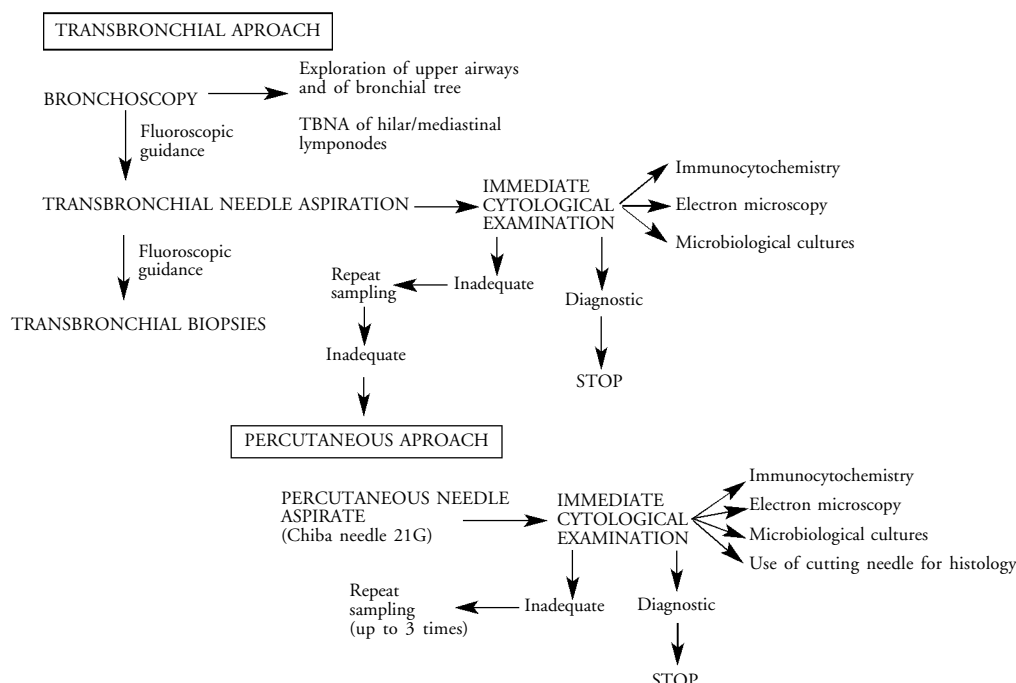 TRANSBRONCHIAL APROACH
Exploration of upper airways
and of bronchial tree
BRONCHOSCOPY
TBNA of hilar/mediastinal
lymponodes
Fluoroscopic
guidance
TRANSBRONCHIAL NEEDLE ASPIRATION
IMMEDIATE
CYTOLOGICAL
EXAMINATION
Immunocytochemistry
Electron microscopy
Microbiological cultures
Fluoroscopic
guidance
TRANSBRONCHIAL BIOPSIES
Inadequate
Repeat
sampling
Inadequate
Diagnostic
STOP
PERCUTANEOUS APROACH
PERCUTANEOUS NEEDLE
ASPIRATE
(Chiba needle 21G)
IMMEDIATE
CYTOLOGICAL
EXAMINATION
Immunocytochemistry
Electron microscopy
Microbiological cultures
Use of cutting needle for histology
Inadequate
Repeat
sampling
(up to 3 times)
Diagnostic
STOP